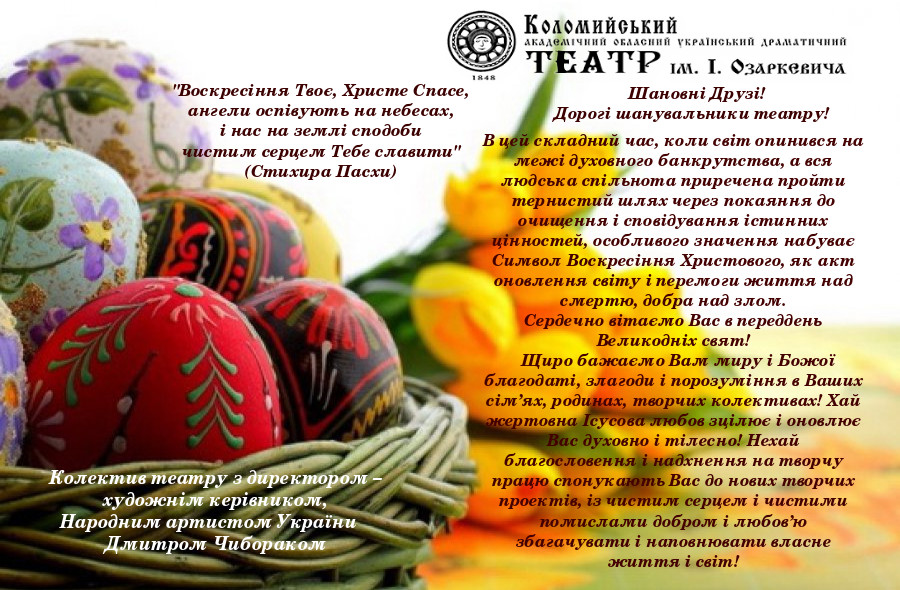 Коломийський
академічний обласний український драматичний
ТЕАТР ім. І. Озаркевича
1848
"Воскресіння Твоє, Христе Спасе,
ангели оспівують на небесах,
і нас на землі сподоби
чистим серцем Тебе славити"
(Стихира Пасхи)
Шановні Друзі!
Дорогі шанувальники театру!
В цей складний час, коли світ опинився на
межі духовного банкрутства, а вся
людська спільнота приречена пройти
тернистий шлях через покаяння до
очищення і сповідування істинних
цінностей, особливого значення набуває
Символ Воскресіння Христового, як акт
оновлення світу і перемоги життя над
смертю, добра над злом.
Сердечно вітаємо Вас в переддень
Великодніх свят!
Щиро бажаємо Вам миру і Божої
благодаті, злагоди і порозуміння в Ваших
сім'ях, родинах, творчих колективах! Хай
жертовна Ісусова любов зцілює і оновлює
Вас духовно і тілесно! Нехай
благословення і надхнення на творчу
працю спонукають Вас до нових творчих
проектів, із чистим серцем і чистими
помислами добром і любов'ю
збагачувати і наповнювати власне
життя і світ!
Колектив театру з директором –
художнім керівником,
Народним артистом України
Дмитром Чибораком